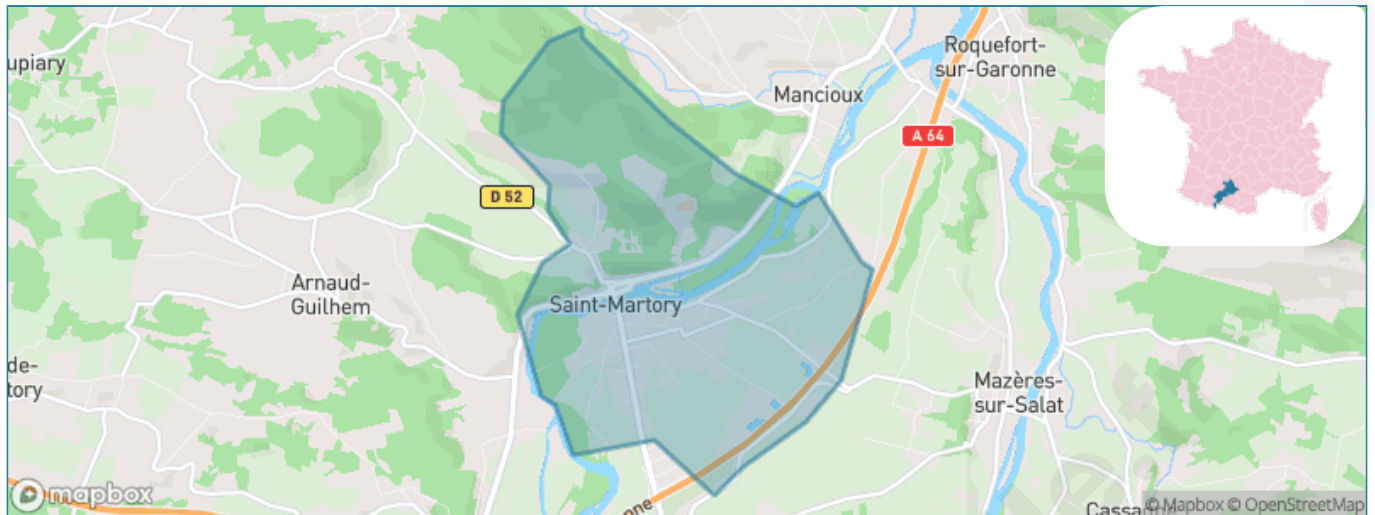 upiary
Roquefort-
sur-Garonne
Mancioux
A 64
D 52
Arnaud-
Guilhem
Saint-Martory
de-
tory
Mazères-
sur-Salat
mapbox
nne
© Mapbox © OpenStreetMap